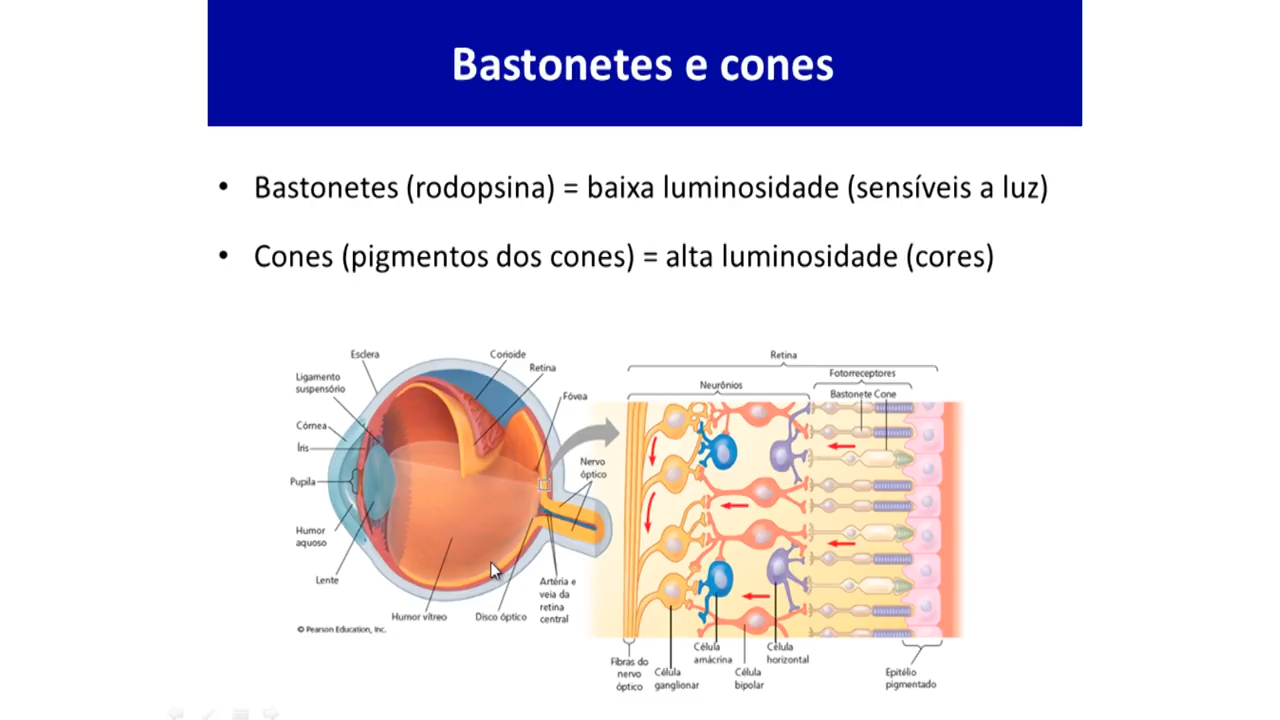 Bastonetes e cones
• Bastonetes (rodopsina) = baixa luminosidade (sensíveis a luz)
• Cones (pigmentos dos cones) = alta luminosidade (cores)
Esclera
Corioide
Retina
Ligamento
suspensório
Fóvea
Córnea
Íris
Nervo
óptico
Pupila
Humor
aquoso
Lente
Humor vítreo
Disco óptico
Artéria e
veia da
retina
central
© Pearson Education, Inc.
Retina
Fotorreceptores
Neurônios
Bastonete Cone
Fibras do
nervo
óptico
Célula
ganglionar
Célula
amácrina
Célula
bipolar
Célula
horizontal
Epitélio
pigmentado